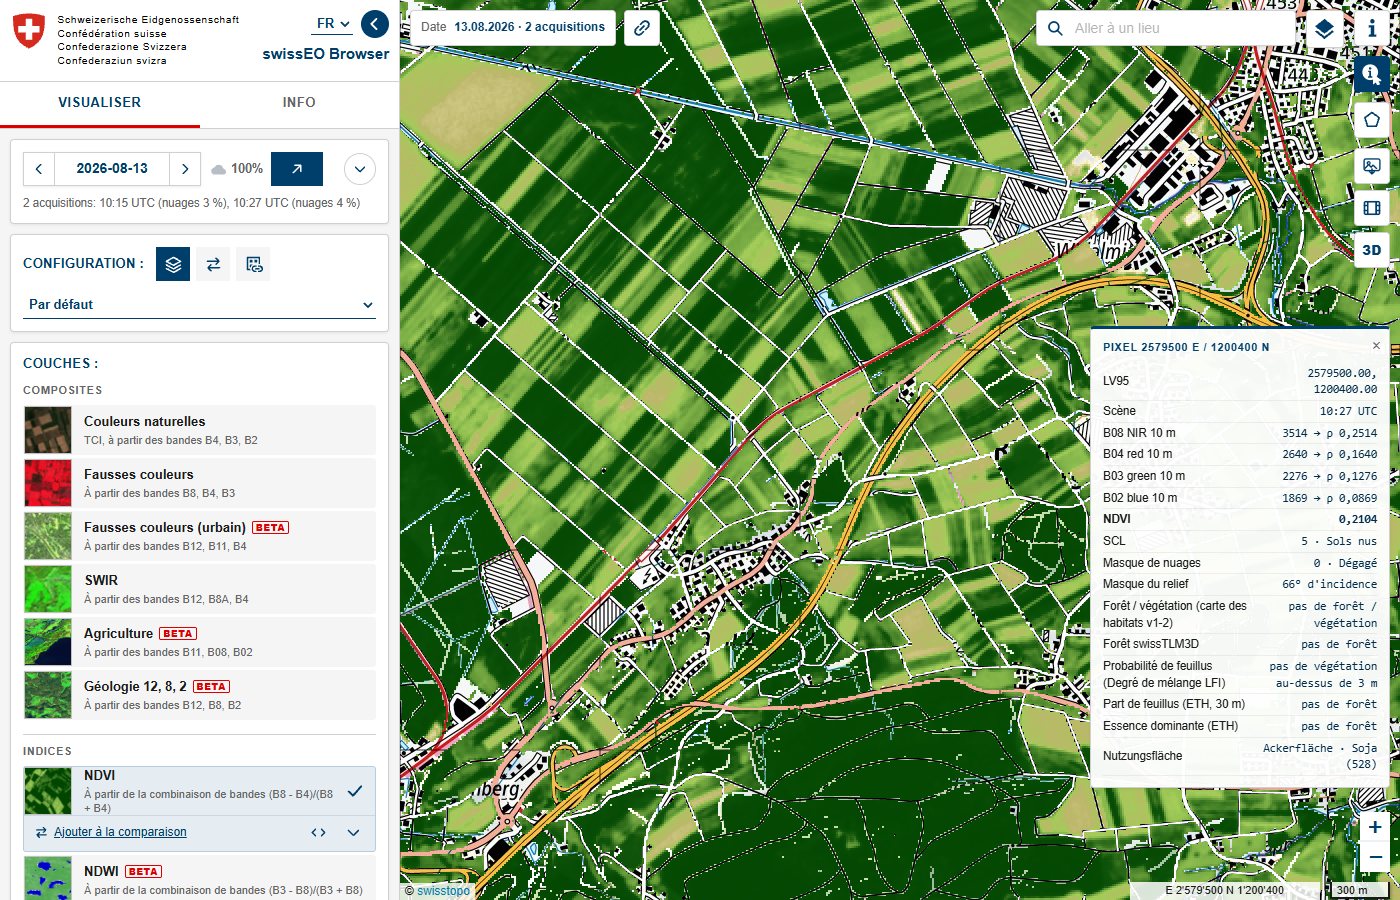 Schweizerische Eidgenossenschaft
Confédération suisse
Confederazione Svizzera
Confederaziun svizra
FR
swissEO Browser
VISUALISER
INFO
2026-08-13
100%
2 acquisitions: 10:15 UTC (nuages 3 %), 10:27 UTC (nuages 4 %)
CONFIGURATION :
Par défaut
COUCHES :
COMPOSITES
Couleurs naturelles
TCI, à partir des bandes B4, B3, B2
Fausses couleurs
À partir des bandes B8, B4, B3
Fausses couleurs (urbain) BETA
À partir des bandes B12, B11, B4
SWIR
À partir des bandes B12, B8A, B4
Agriculture BETA
À partir des bandes B11, B08, B02
Géologie 12, 8, 2 BETA
À partir des bandes B12, B8, B2
INDICES
NDVI
À partir de la combinaison de bandes (B8 - B4)/(B8
+ B4)
Ajouter à la comparaison
NDWI BETA
À partir de la combinaison de bandes (B3 - B8)/(B3 + B8)
Date 13.08.2026 · 2 acquisitions
Aller à un lieu
453
44
3D
PIXEL 2579500 E / 1200400 N
LV95 2579500.00,
1200400.00
Scène 10:27 UTC
B08 NIR 10 m 3514 → ρ 0,2514
B04 red 10 m 2640 → ρ 0,1640
B03 green 10 m 2276 → ρ 0,1276
B02 blue 10 m 1869 → ρ 0,0869
NDVI 0,2104
SCL 5 · Sols nus
Masque de nuages 0 · Dégagé
Masque du relief 66° d'incidence
Forêt / végétation (carte des habitats v1-2) pas de forêt / végétation
Forêt swissTLM3D pas de forêt
Probabilité de feuillus (Degré de mélange LFI) pas de végétation au-dessus de 3 m
Part de feuillus (ETH, 30 m) pas de forêt
Essence dominante (ETH) pas de forêt
Nutzungsfläche Ackerfläche · Soja (528)
berg
© swisstopo
E 2'579'500 N 1'200'400
300 m